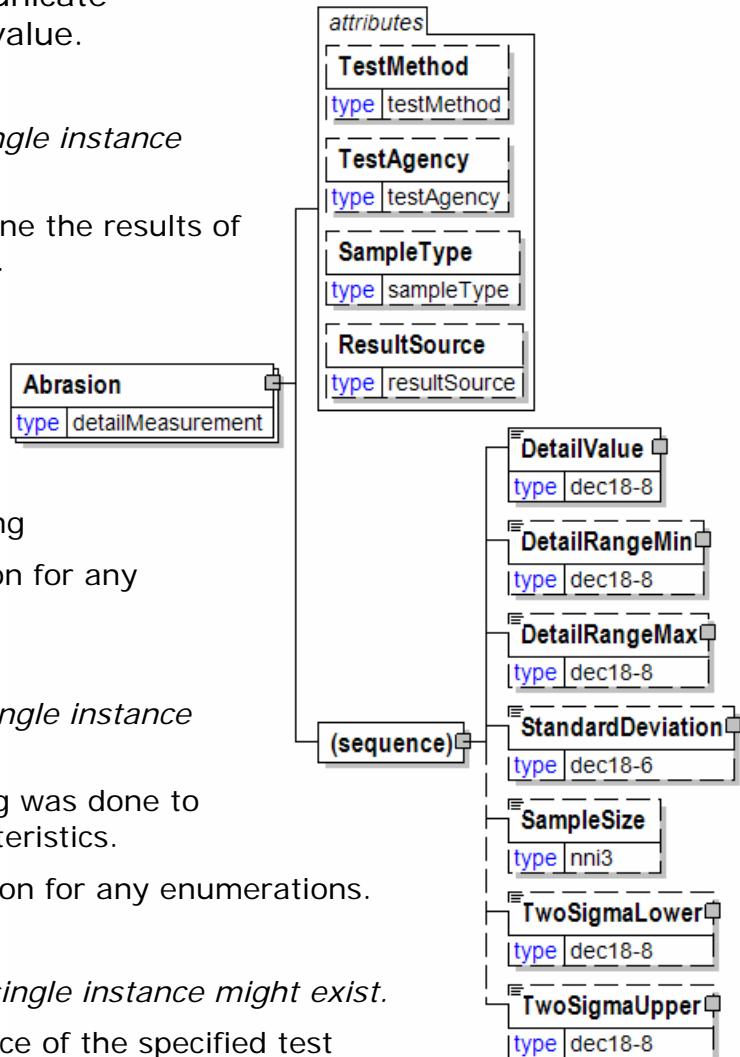 unicate
value.
ngle instance
ne the results of
.
ng
on for any
ngle instance
g was done to
teristics.
ion for any enumerations.
single instance might exist.
ce of the specified test
attributes
TestMethod
type testMethod
TestAgency
type testAgency
SampleType
type sampleType
ResultSource
type resultSource
Abrasion
type detailMeasurement
(sequence)
DetailValue
type dec18-8
DetailRangeMin
type dec18-8
DetailRangeMax
type dec18-8
StandardDeviation
type dec18-6
SampleSize
type nni3
TwoSigmaLower
type dec18-8
TwoSigmaUpper
type dec18-8